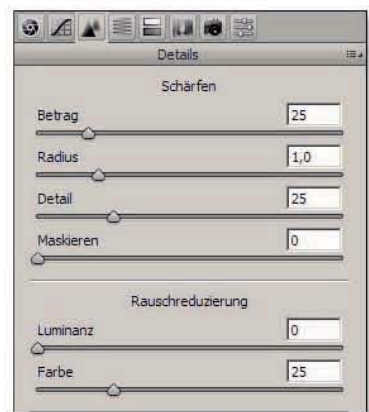 Details
Schärfen
Betrag 25
Radius 1,0
Detail 25
Maskieren 0
Rauschreduzierung
Luminanz 0
Farbe 25